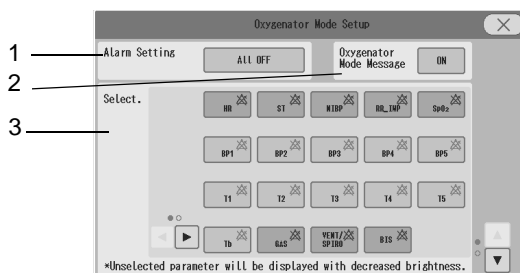 Oxygenator Mode Setup
1
Alarm Setting
ALL OFF
Oxygenator
Mode Message
ON
2
3
Select.
HR ST NIBP RR_IMP SpO₂
BP1 BP2 BP3 BP4 BP5
T1 T2 T3 T4 T5
Tb GAS VENT/
SPIRO BIS
*Unselected parameter will be displayed with decreased brightness.